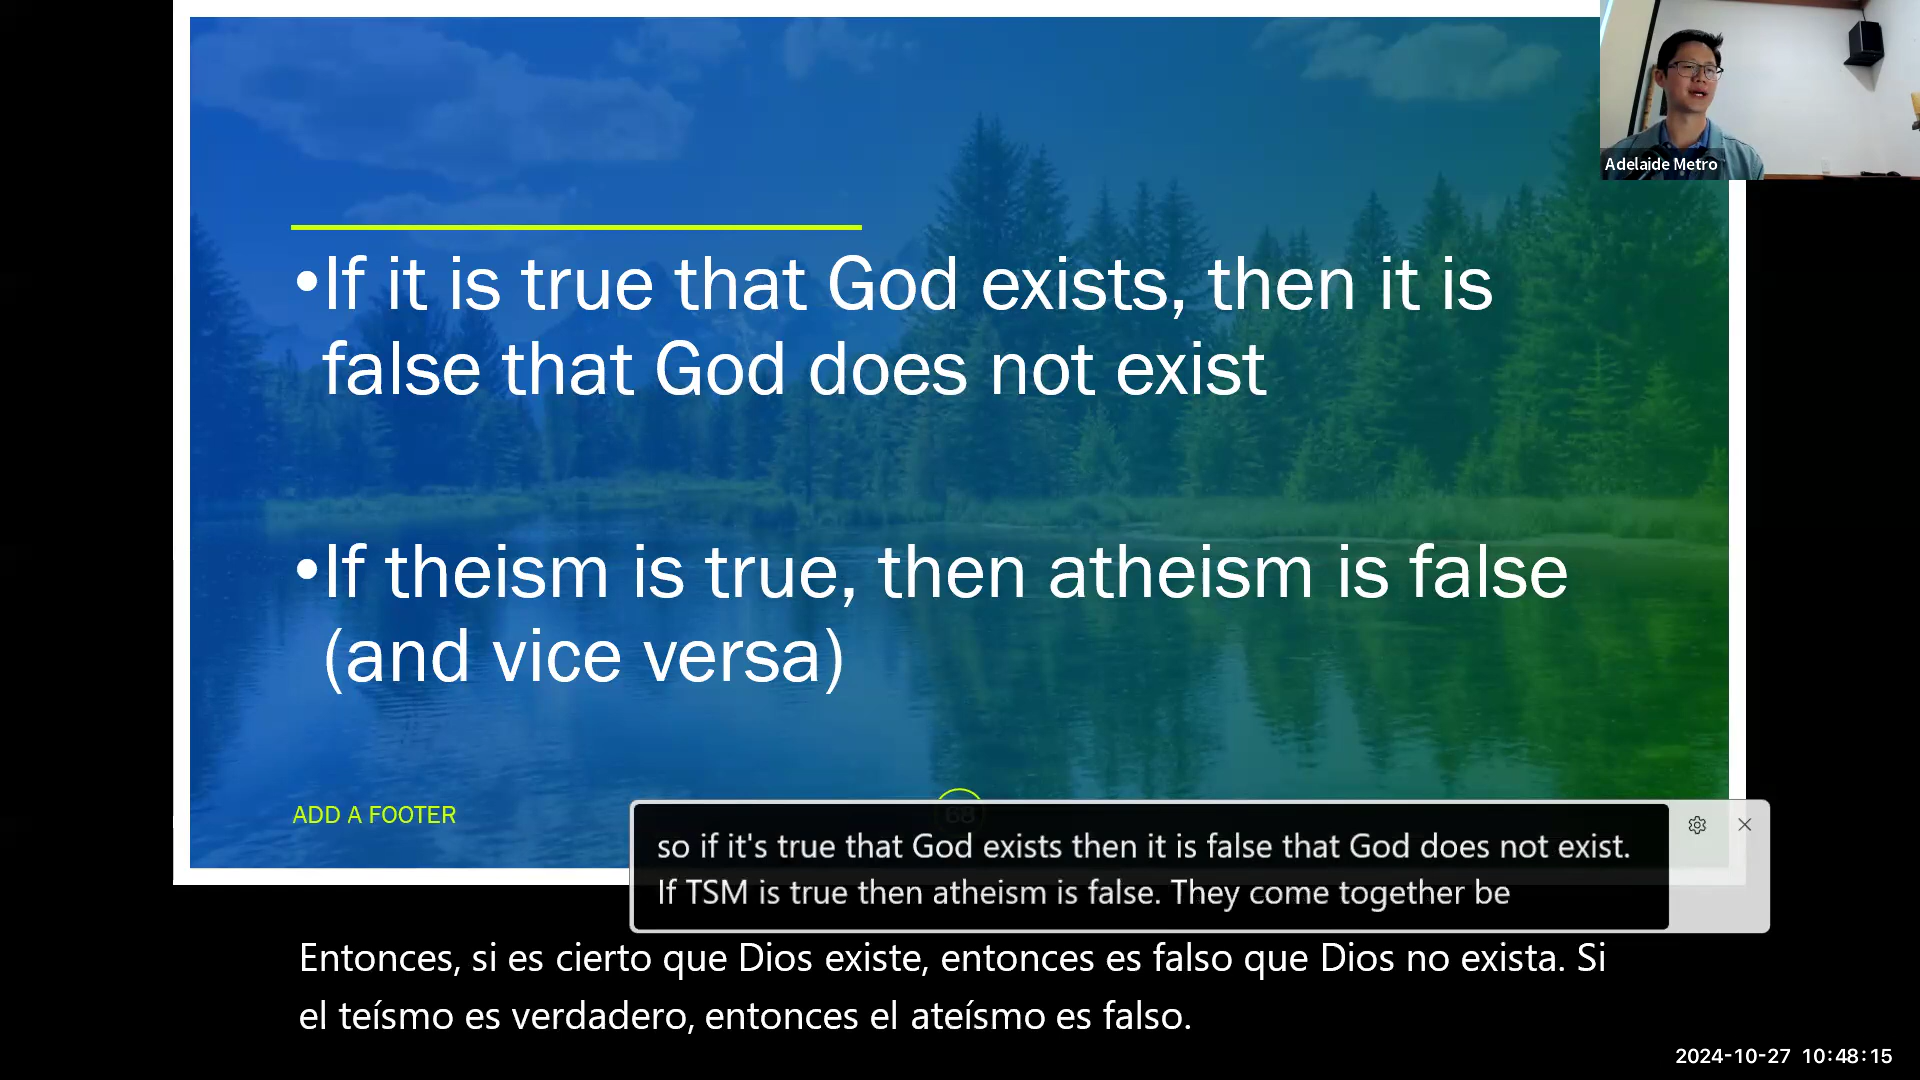 Adelaide Metro
•If it is true that God exists, then it is
false that God does not exist
•If theism is true, then atheism is false
(and vice versa)
ADD A FOOTER
68
so if it's true that God exists then it is false that God does not exist.
If TSM is true then atheism is false. They come together be
Entonces, si es cierto que Dios existe, entonces es falso que Dios no exista. Si
el teísmo es verdadero, entonces el ateísmo es falso.
2024-10-27 10:48:15